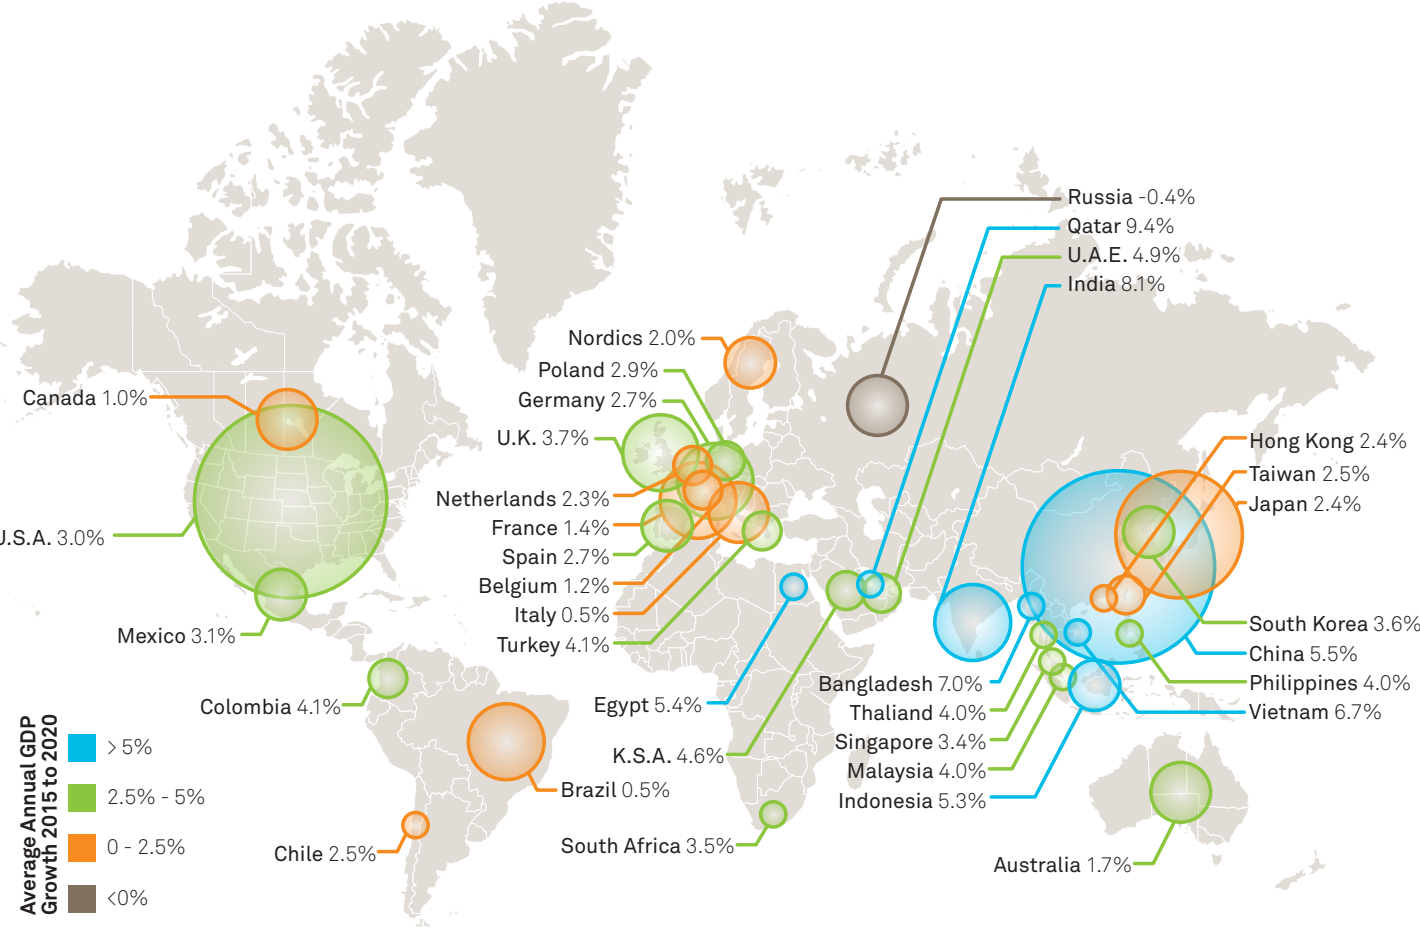 Russia -0.4%
Qatar 9.4%
U.A.E. 4.9%
India 8.1%
Nordics 2.0%
Poland 2.9%
Germany 2.7%
U.K. 3.7%
Canada 1.0%
Netherlands 2.3%
France 1.4%
Spain 2.7%
Belgium 1.2%
Italy 0.5%
Turkey 4.1%
Hong Kong 2.4%
Taiwan 2.5%
Japan 2.4%
U.S.A. 3.0%
Mexico 3.1%
South Korea 3.6%
China 5.5%
Philippines 4.0%
Vietnam 6.7%
Colombia 4.1%
Egypt 5.4%
K.S.A. 4.6%
Bangladesh 7.0%
Thailand 4.0%
Singapore 3.4%
Malaysia 4.0%
Indonesia 5.3%
Brazil 0.5%
Chile 2.5%
South Africa 3.5%
Australia 1.7%
Average Annual GDP
Growth 2015 to 2020
> 5%
2.5% - 5%
0 - 2.5%
<0%